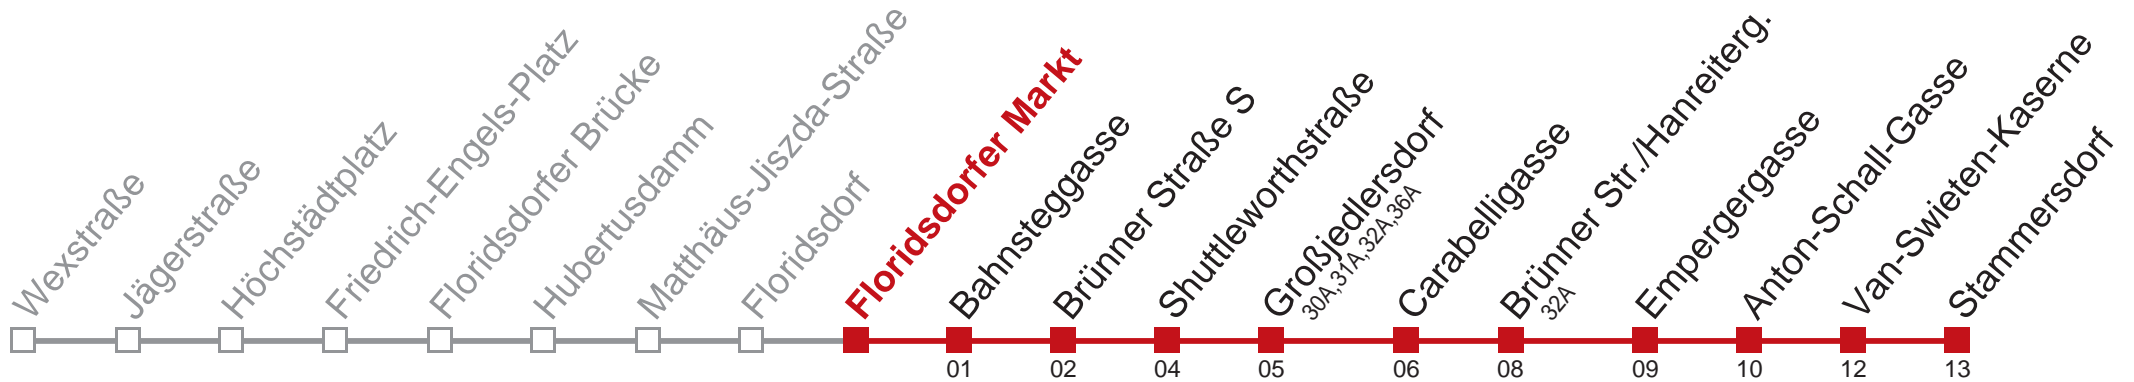 Wexstraße
Jägerstraße
Höchstädtplatz
Friedrich-Engels-Platz
Floridsdorfer Brücke
Hubertusdamm
Matthäus-Jiszda-Straße
Floridsdorf
Floridsdorfer Markt
Bahnsteggasse
Brünner Straße S
Shuttleworthstraße
Großjedlersdorf
30A,31A,32A,36A
Carabelligasse
Brünner Str./Hanreiterg.
32A
Empergergasse
Anton-Schall-Gasse
Van-Swieten-Kaserne
Stammersdorf
01 02 04 05 06 08 09 10 12 13